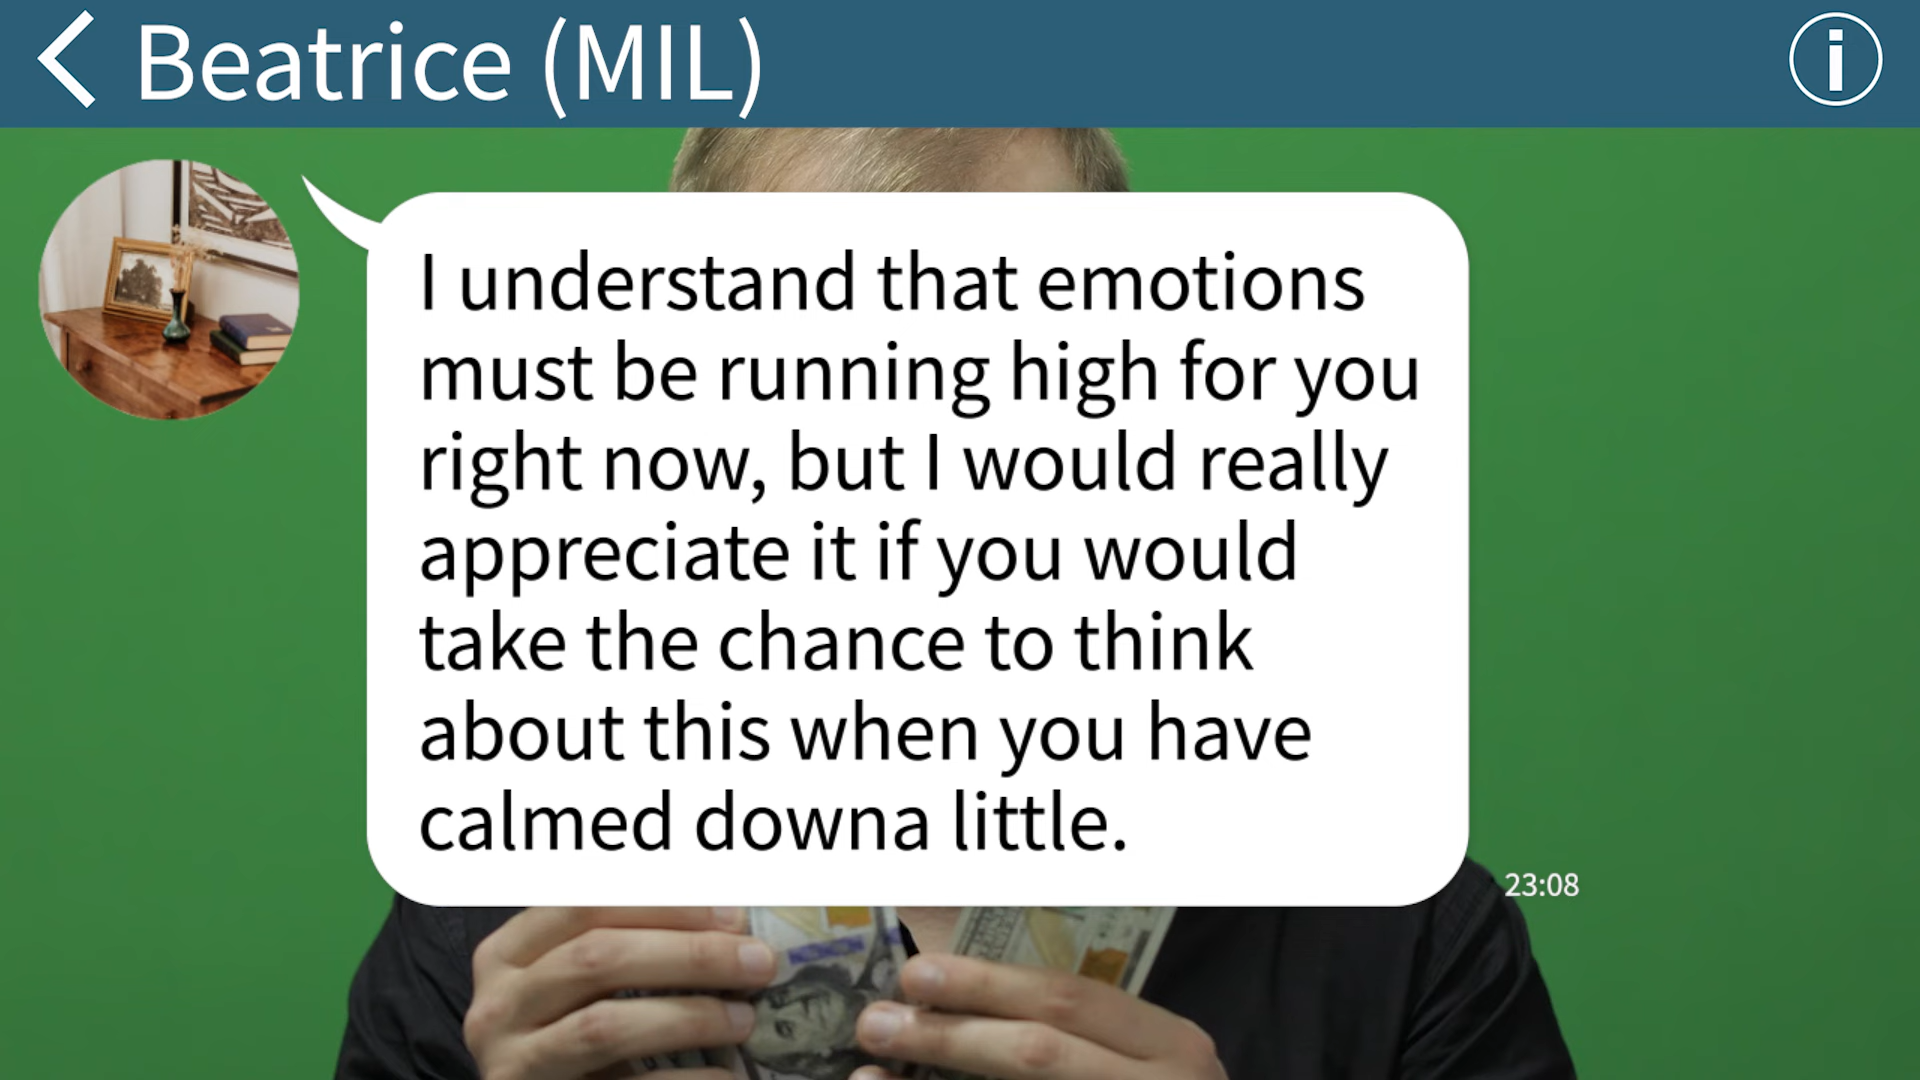 Beatrice (MIL)
I understand that emotions
must be running high for you
right now, but I would really
appreciate it if you would
take the chance to think
about this when you have
calmed downa little.
23:08